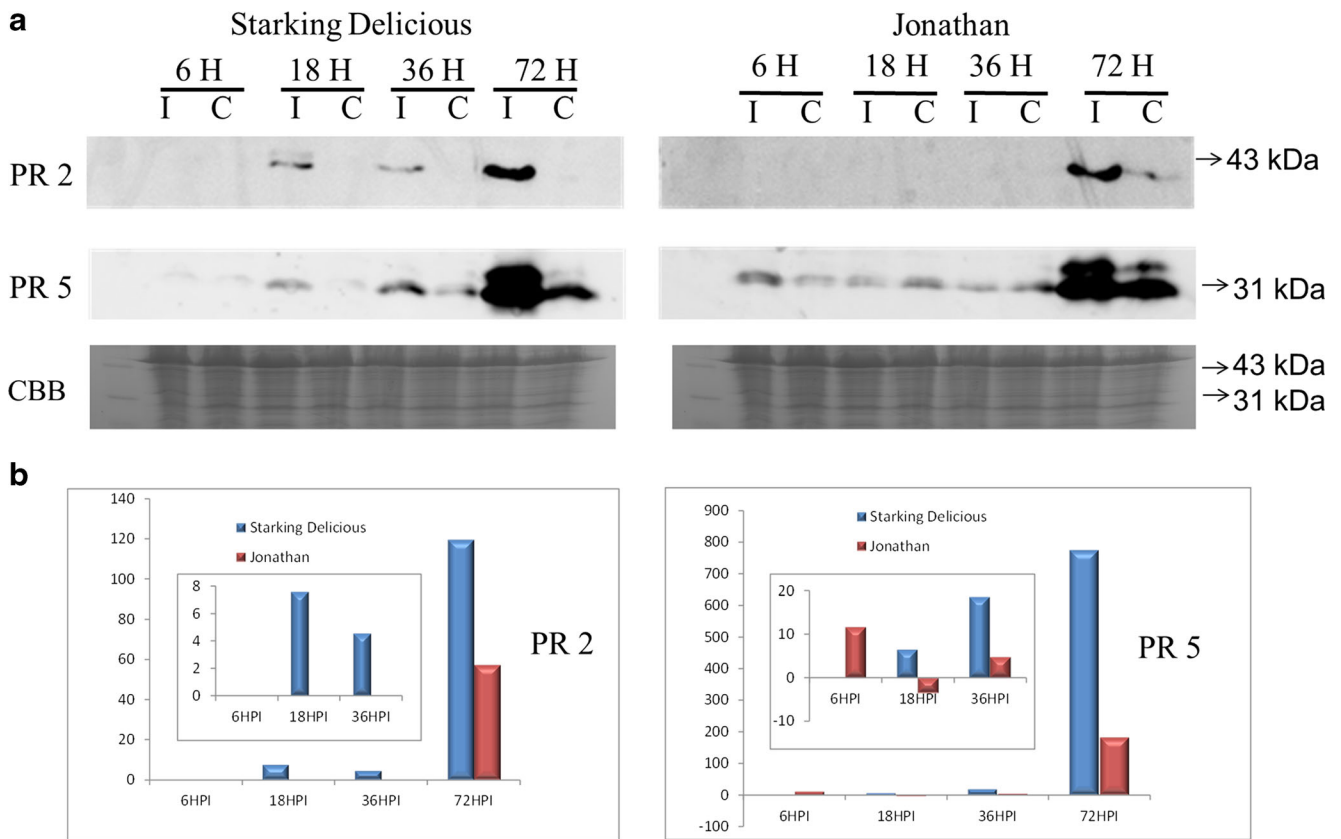 a
Starking Delicious
Jonathan
6 H 18 H 36 H 72 H
6 H 18 H 36 H 72 H
I C I C I C I C
I C I C I C I C
PR 2
→43 kDa
PR 5
→31 kDa
CBB
→43 kDa
→31 kDa
b
140
120
100
80
60
40
20
0
Starking Delicious
Jonathan
8
6
4
2
0
6HPI 18HPI 36HPI
PR 2
6HPI 18HPI 36HPI 72HPI
900
800
700
600
500
400
300
200
100
0
-100
Starking Delicious
Jonathan
20
10
0
-10
6HPI 18HPI 36HPI
PR 5
6HPI 18HPI 36HPI 72HPI